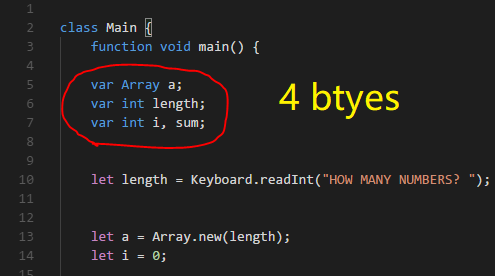 1
2 class Main {
3 function void main() {
4
5 var Array a;
6 var int length;
7 var int i, sum;
8
9
10 let length = Keyboard.readInt("HOW MANY NUMBERS? ");
11
12
13 let a = Array.new(length);
14 let i = 0;
15
4 btyes